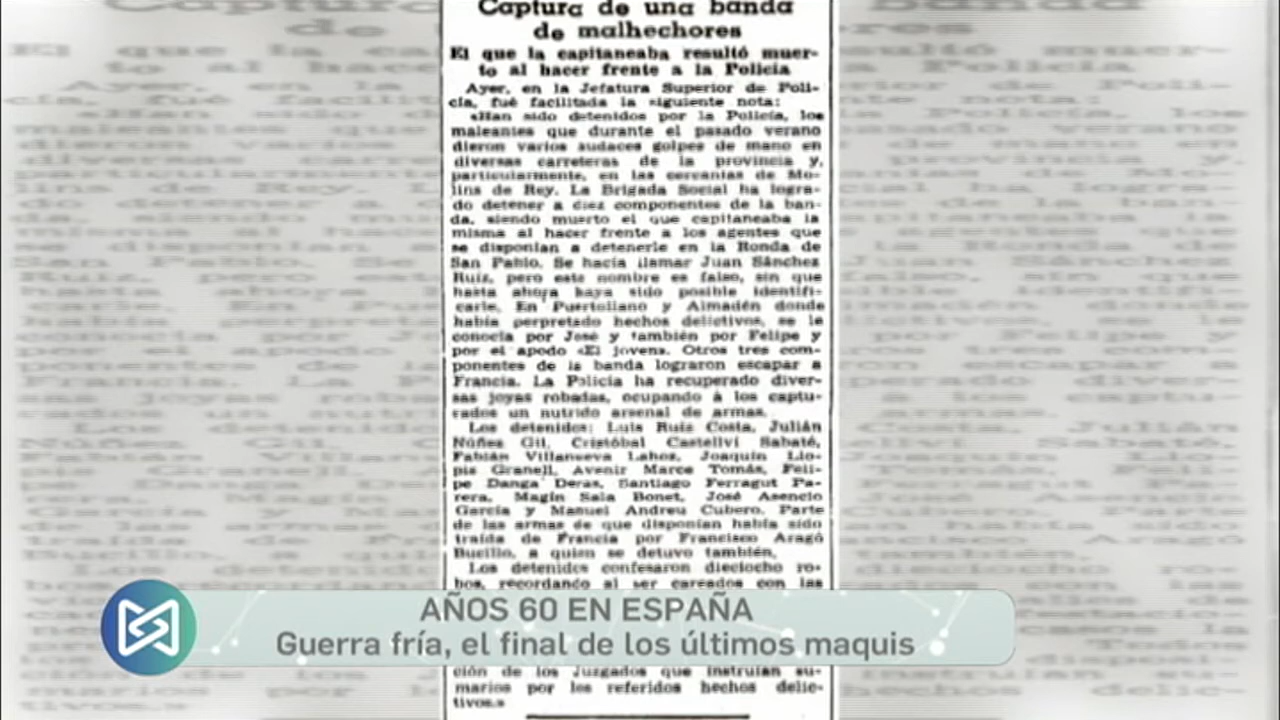 Captura de una banda
de malhechores
El que la capitaneaba resultó muer-
to al hacer frente a la Policía
Ayer, en la Jefatura Superior de Poli-
cía, fué facilitada la siguiente nota:
«Han sido detenidos por la Policía, los
maleantes que durante el pasado verano
dieron varios audaces golpes de mano en
diversas carreteras de la provincia y,
particularmente, en las cercanías de Mo-
lins de Rey. La Brigada Social ha logra-
do detener a diez componentes de la ban-
da, siendo muerto el que capitaneaba la
misma al hacer frente a los agentes que
se disponían a detenerle en la Ronda de
San Pablo. Se hacía llamar Juan Sánchez
Ruiz, pero este nombre es falso, sin que
hasta ahora haya sido posible identifi-
carle. En Puertollano y Almadén donde
había perpretado hechos delictivos, se le
conocía por José y también por Felipe y
por el apodo «El joven». Otros tres com-
ponentes de la banda lograron escapar a
Francia. La Policía ha recuperado diver-
sas joyas robadas, ocupando á los captu-
rados un nutrido arsenal de armas.
Los detenidos: Luis Ruiz Costa, Julián
Núñez Gil, Cristóbal Castellví Sabaté,
Fabián Villanueva Lahoz, Joaquín Llo-
pis Granell, Avenir Marce Tomás, Feli-
pe Danga Deras, Santiago Ferragut Pa-
rera, Magín Sala Bonet, José Asencio
García y Manuel Andreu Cubero. Parte
de las armas de que disponían había sido
traída de Francia por Francisco Aragó
Bucillo, a quien se detuvo también.
Los detenidos confesaron dieciocho ro-
bos, recordando al ser careados con las
AÑOS 60 EN ESPAÑA
Guerra fría, el final de los últimos maquis
ción de los Juzgados que instruían su-
marios por los referidos hechos delic-
tivos.»